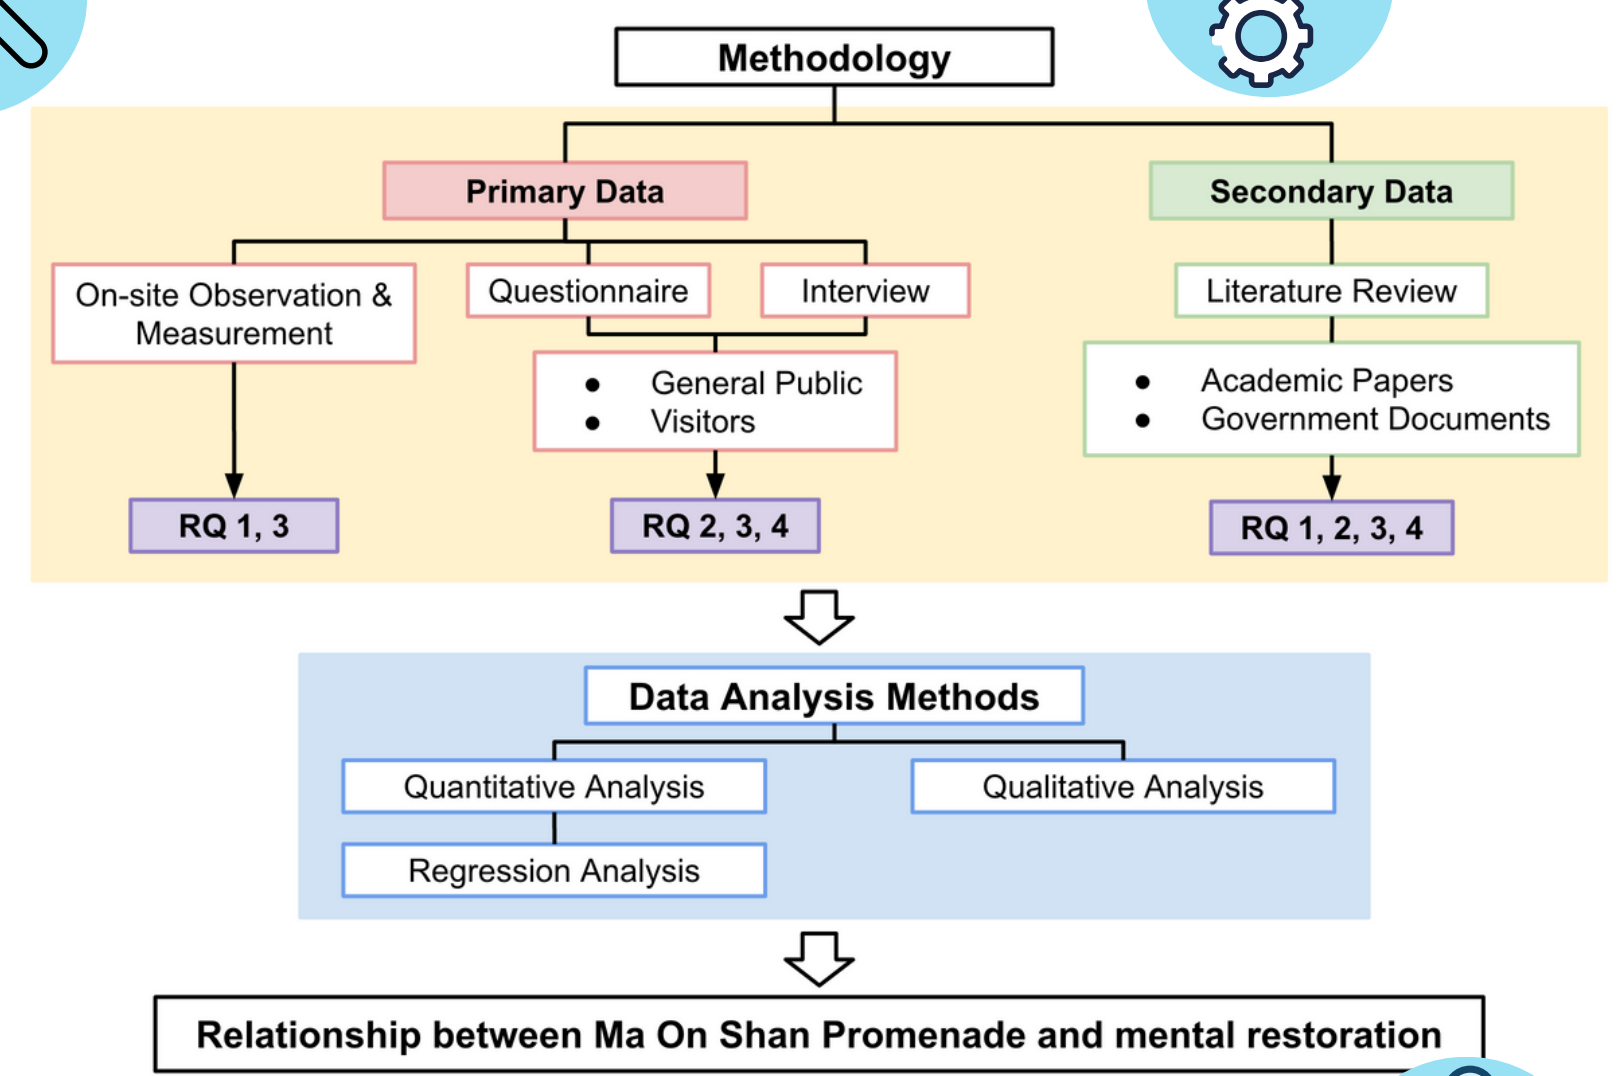 Methodology
Primary Data
Secondary Data
On-site Observation &
Measurement
Questionnaire
Interview
Literature Review
● General Public
● Visitors
● Academic Papers
● Government Documents
RQ 1, 3
RQ 2, 3, 4
RQ 1, 2, 3, 4
Data Analysis Methods
Quantitative Analysis
Qualitative Analysis
Regression Analysis
Relationship between Ma On Shan Promenade and mental restoration